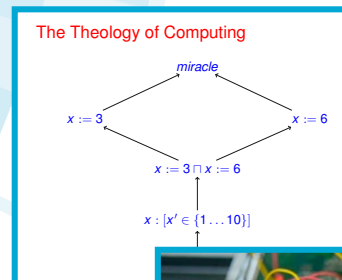 The Theology of Computing
miracle
x := 3
x := 6
x := 3 ⊓ x := 6
x : [x′ ∈ {1 … 10}]